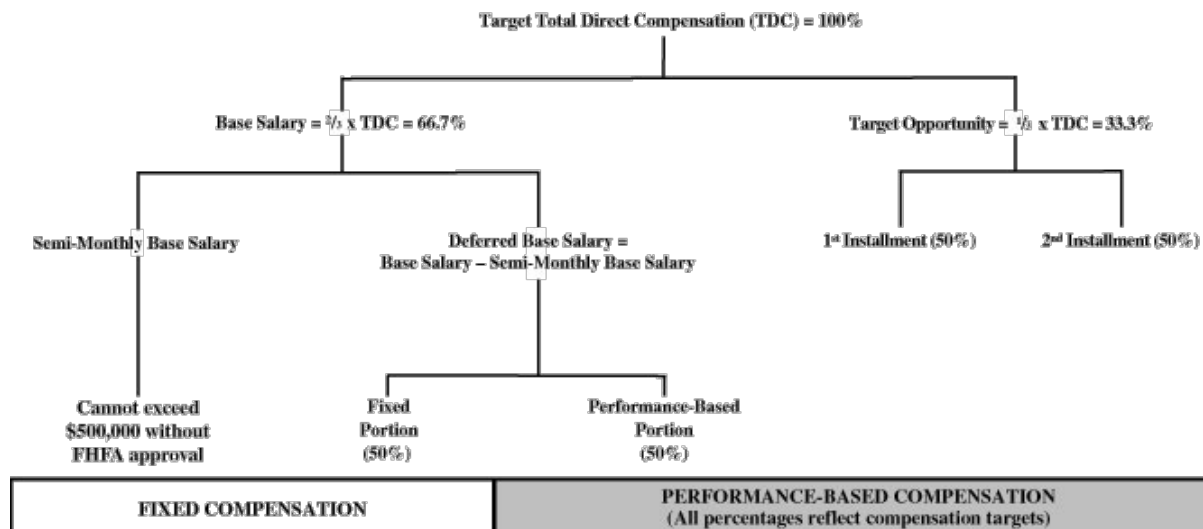 Target Total Direct Compensation (TDC) = 100%
Base Salary = ²/₃ x TDC = 66.7%
Target Opportunity = ¹/₃ x TDC = 33.3%
Semi-Monthly Base Salary
Deferred Base Salary =
Base Salary – Semi-Monthly Base Salary
1st Installment (50%)
2nd Installment (50%)
Cannot exceed
$500,000 without
FHFA approval
Fixed
Portion
(50%)
Performance-Based
Portion
(50%)
FIXED COMPENSATION
PERFORMANCE-BASED COMPENSATION
(All percentages reflect compensation targets)